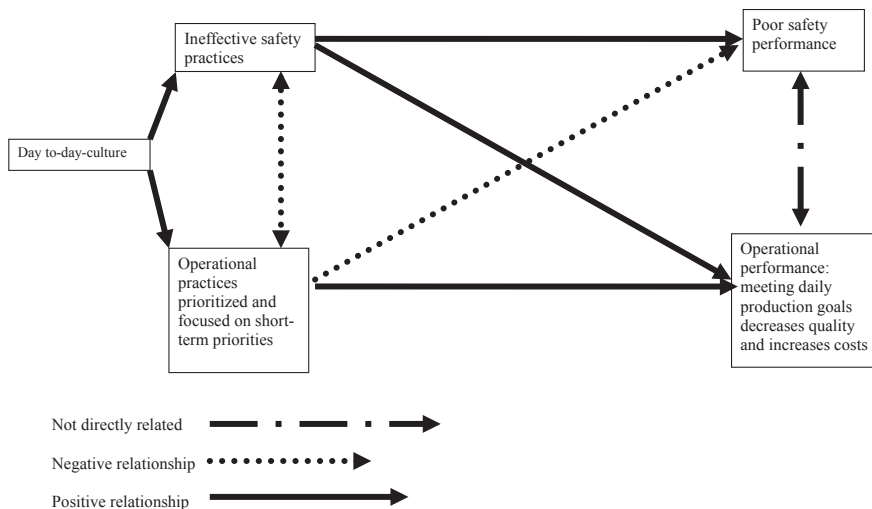 Ineffective safety
practices
Poor safety
performance
Day to-day-culture
Operational
practices
prioritized and
focused on short-
term priorities
Operational
performance:
meeting daily
production goals
decreases quality
and increases costs
Not directly related
Negative relationship
Positive relationship